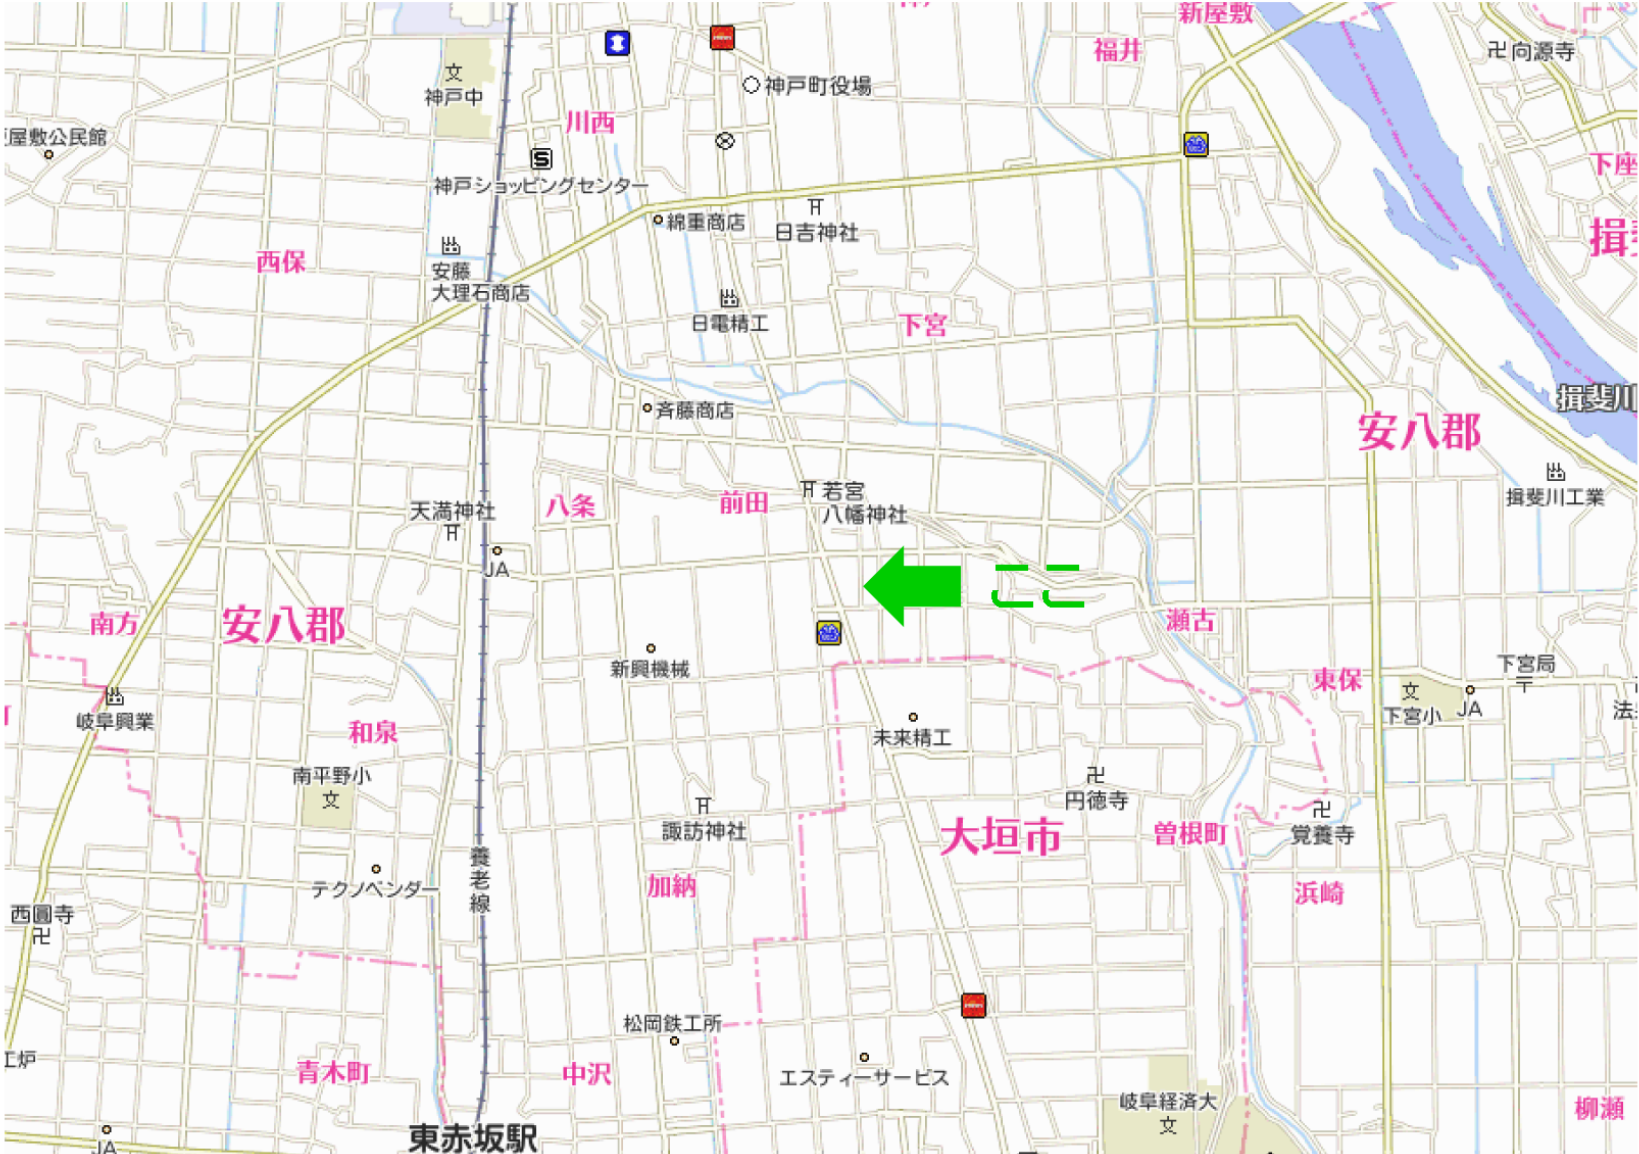 新屋敷
福井
卍向源寺
文
神戸中
神戸町役場
川西
屋敷公民館
S
神戸ショッピングセンター
下座
綿重商店
日吉神社
揖斐
西保
安藤
大理石商店
日電精工
下宮
揖斐川
斉藤商店
安八郡
揖斐川工業
天満神社
八条
前田
若宮
八幡神社
JA
ここ
南方
安八郡
瀬古
新興機械
下宮局
〒
東保
文
下宮小
JA
法
岐阜興業
和泉
未来精工
南平野小
文
卍
円徳寺
諏訪神社
大垣市
曽根町
卍
覚養寺
養老線
テクノベンダー
加納
浜崎
西圓寺
卍
松岡鉄工所
工炉
青木町
中沢
エスティーサービス
岐阜経済大
文
柳瀬
JA
東赤坂駅